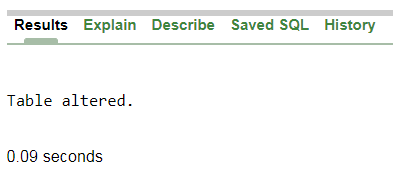 Results Explain Describe Saved SQL History
Table altered.
0.09 seconds